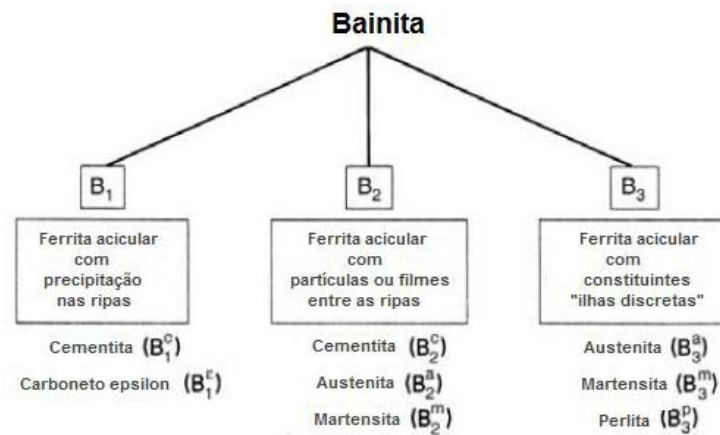 Bainita
B₁
B₂
B₃
Ferrita acicular
com
precipitação
nas ripas
Ferrita acicular
com
partículas ou filmes
entre as ripas
Ferrita acicular
com
constituintes
"ilhas discretas"
Cementita (B₁ᶜ)
Carboneto epsilon (B₁ᵋ)
Cementita (B₂ᶜ)
Austenita (B₂ᵃ)
Martensita (B₂ᵐ)
Austenita (B₃ᵃ)
Martensita (B₃ᵐ)
Perlita (B₃ᵖ)